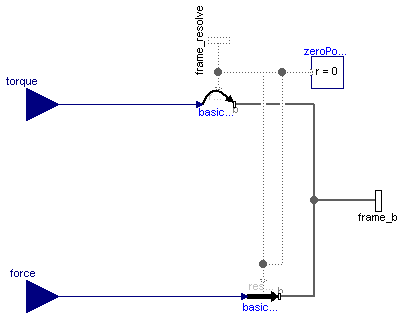 frame_resolve
zeroPo...
r = 0
torque
basic...
b
frame_b
force
res...
b
basic...